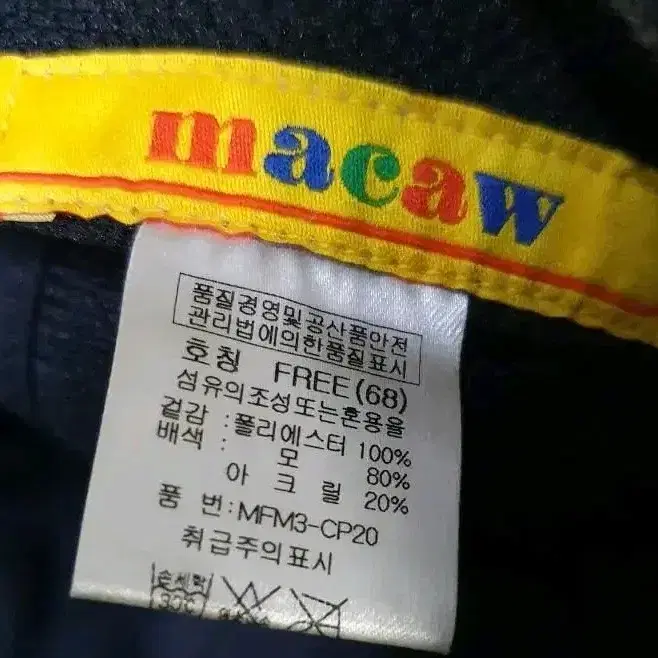 macaw
품질경영및공산품안전
관리법에의한품질표시
호칭 FREE(68)
섬유의조성또는혼용율
겉감 :폴리에스터 100%
배색 : 모 80%
아크릴 20%
품 번:MFM3-CP20
취급주의표시
손세탁
30℃